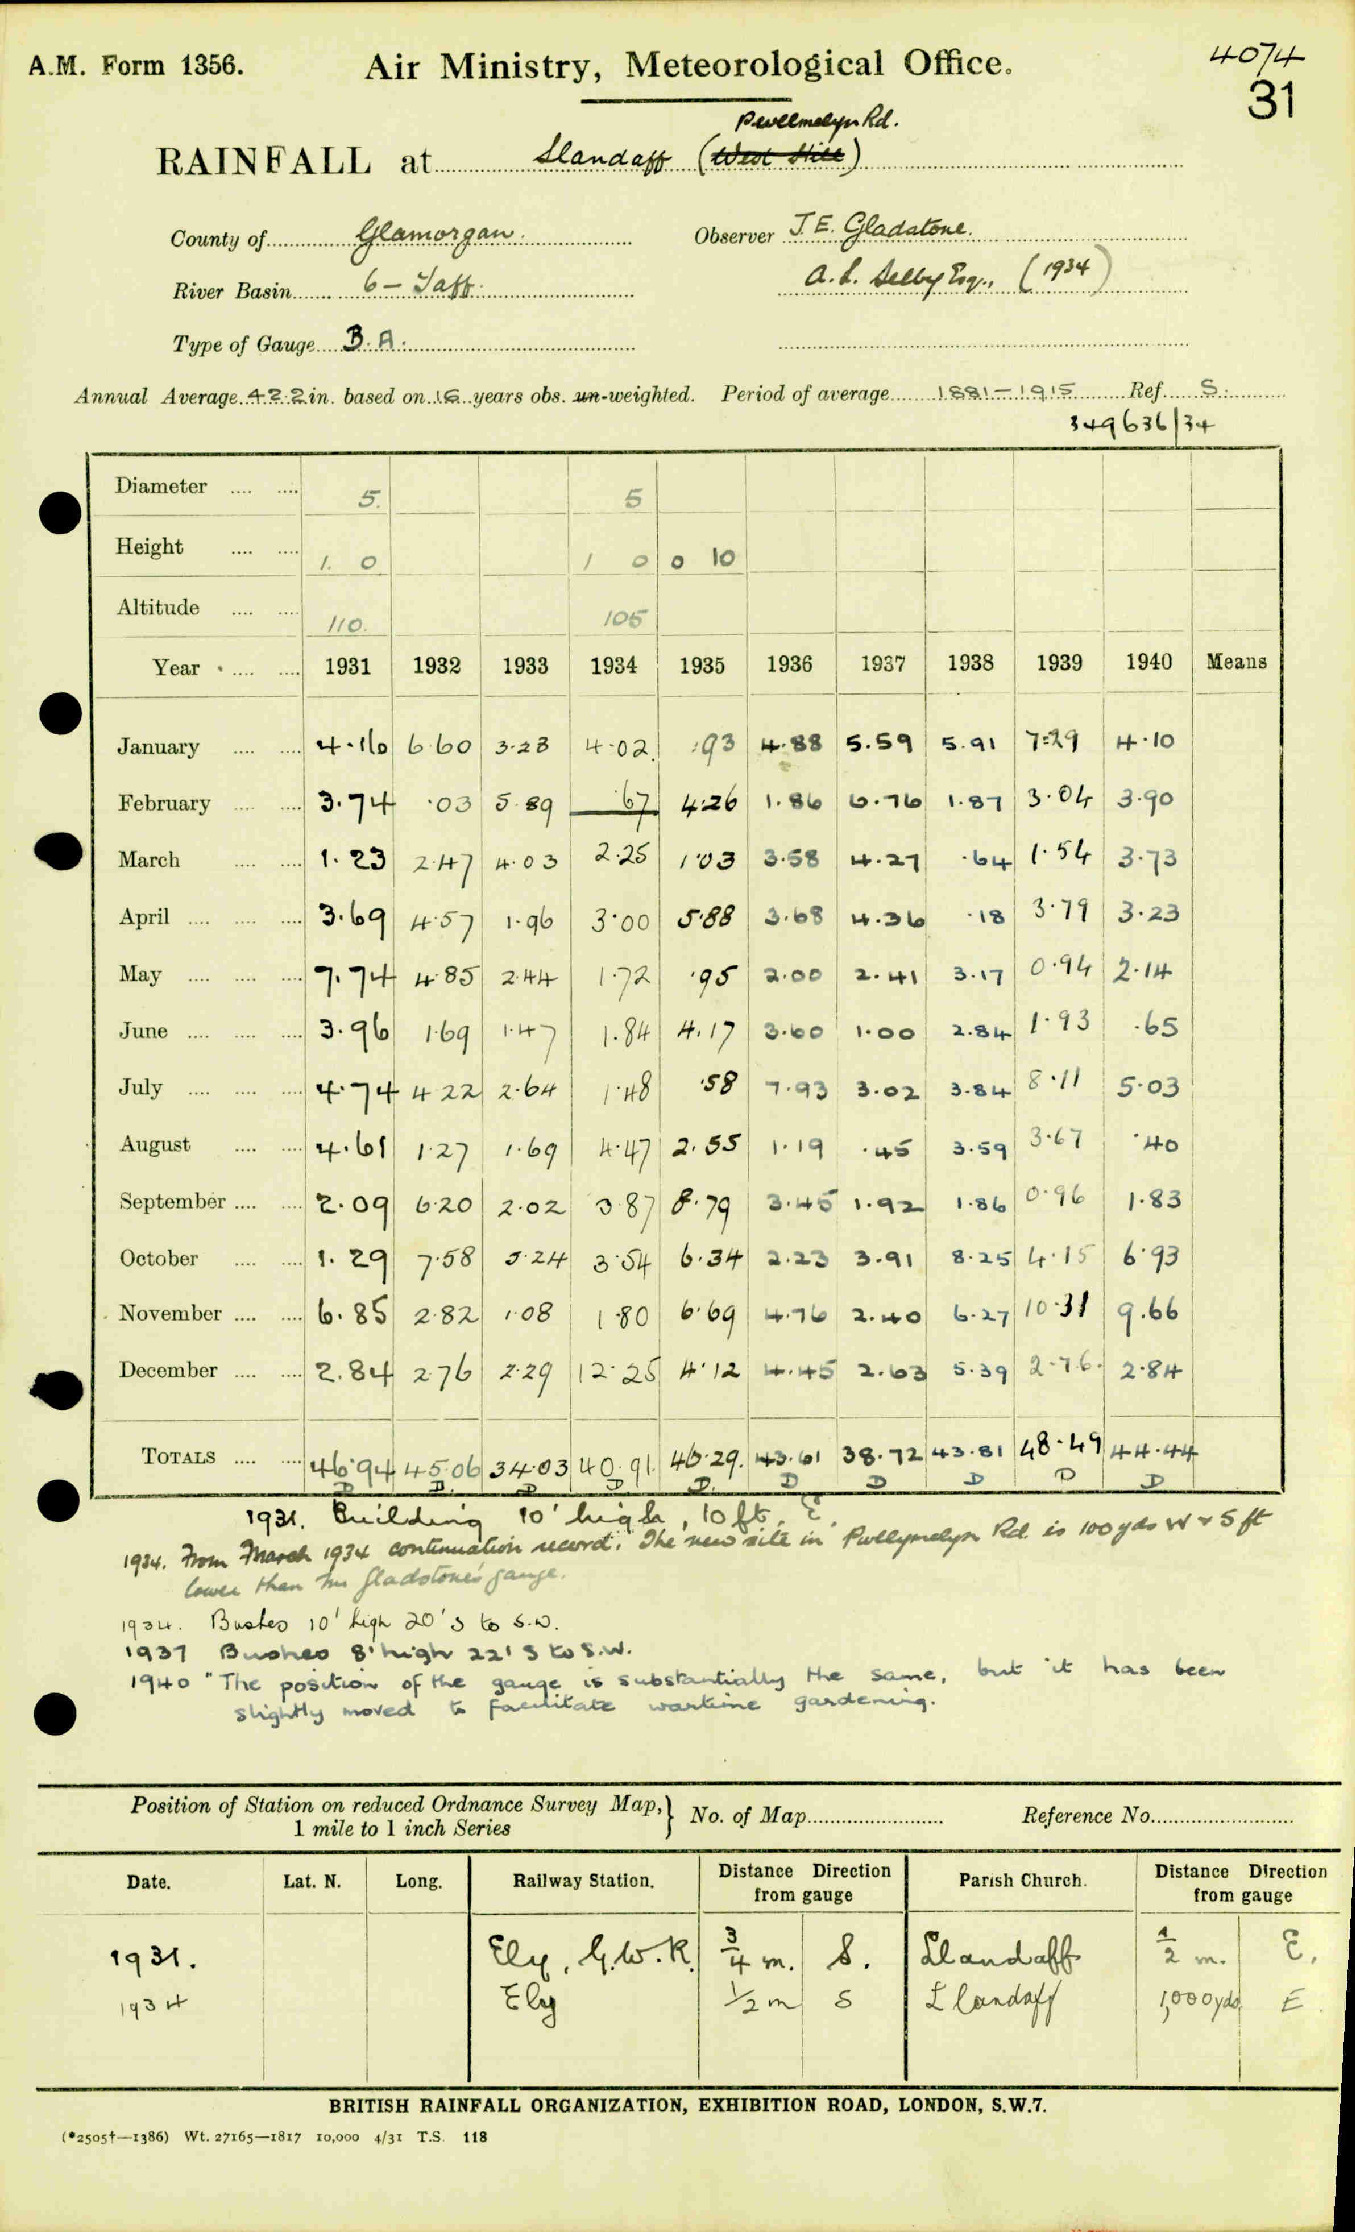 A.M. Form 1356.
Air Ministry, Meteorological Office.
4074
31
Pwllmelyn Rd.
RAINFALL at Llandaff (West Hill)
County of Glamorgan. Observer J.E. Gladstone.
River Basin 6 – Taff. A.L. Selby Esq., (1934)
Type of Gauge B.A.
Annual Average 42.2 in. based on 16 years obs. un-weighted. Period of average 1881-1915 Ref. S.
349636/34
Diameter 5. 5
Height 1. 0 1 0 0 10
Altitude 110. 105
Year 1931 1932 1933 1934 1935 1936 1937 1938 1939 1940 Means
January 4.16 6.60 3.28 4.02 .93 4.88 5.59 5.91 7.29 4.10
February 3.74 .03 5.89 .67 4.26 1.86 6.76 1.87 3.04 3.90
March 1.23 2.47 4.03 2.25 1.03 3.58 4.27 .64 1.54 3.73
April 3.69 4.57 1.96 3.00 5.88 3.68 4.36 .18 3.79 3.23
May 7.74 4.85 2.44 1.72 .95 2.00 2.41 3.17 0.94 2.14
June 3.96 1.69 1.47 1.84 4.17 3.60 1.00 2.84 1.93 .65
July 4.74 4.22 2.64 1.48 .58 7.93 3.02 3.84 8.11 5.03
August 4.61 1.27 1.69 4.47 2.55 1.19 .45 3.59 3.67 .40
September 2.09 6.20 2.02 3.87 8.79 3.45 1.92 1.86 0.96 1.83
October 1.29 7.58 5.24 3.54 6.34 2.23 3.91 8.25 4.15 6.93
November 6.85 2.82 1.08 1.80 6.69 4.76 2.40 6.27 10.31 9.66
December 2.84 2.76 2.29 12.25 4.12 4.45 2.63 5.39 2.76 2.84
TOTALS 46.94 45.06 34.03 40.91 46.29. 43.61 38.72 43.81 48.49 44.44
D D. D D D. D D D D D
1931. Building 10' high, 10 ft. E.
1934. From March 1934 continuation record. The new site in Pwllymelyn Rd is 100 yds W & 5 ft
lower than Mr Gladstone's gauge.
1934. Bushes 10' high 20' S to S.W.
1937 Bushes 8' high 22' S to S.W.
1940 "The position of the gauge is substantially the same, but it has been
slightly moved to facilitate wartime gardening.
Position of Station on reduced Ordnance Survey Map, 1 mile to 1 inch Series } No. of Map Reference No.
Date. Lat. N. Long. Railway Station. Distance Direction from gauge Parish Church. Distance Direction from gauge
1931. Ely, G.W.R. 3/4 m. S. Llandaff 1/2 m. E.
1934 Ely 1/2 m S Llandaff 1,000 yds E.
BRITISH RAINFALL ORGANIZATION, EXHIBITION ROAD, LONDON, S.W.7.
(*2505†—1386) Wt. 27165—1817 10,000 4/31 T.S. 118